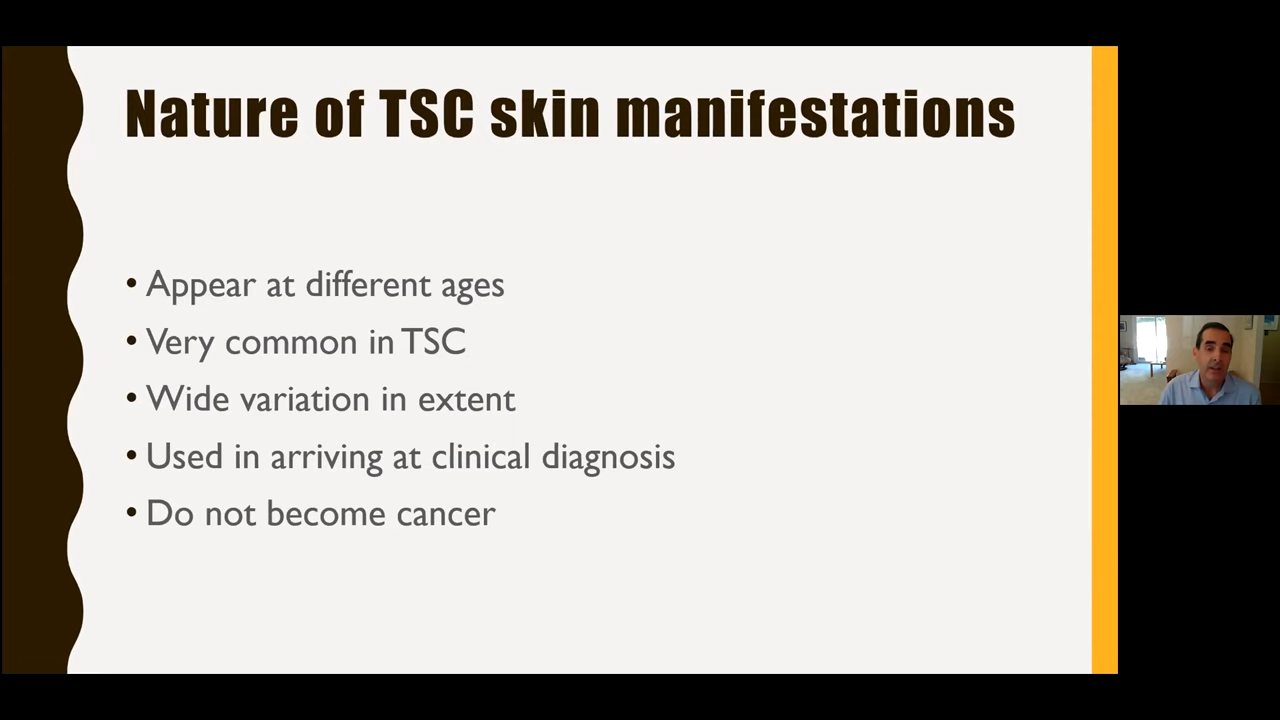 Nature of TSC skin manifestations
• Appear at different ages
• Very common in TSC
• Wide variation in extent
• Used in arriving at clinical diagnosis
• Do not become cancer